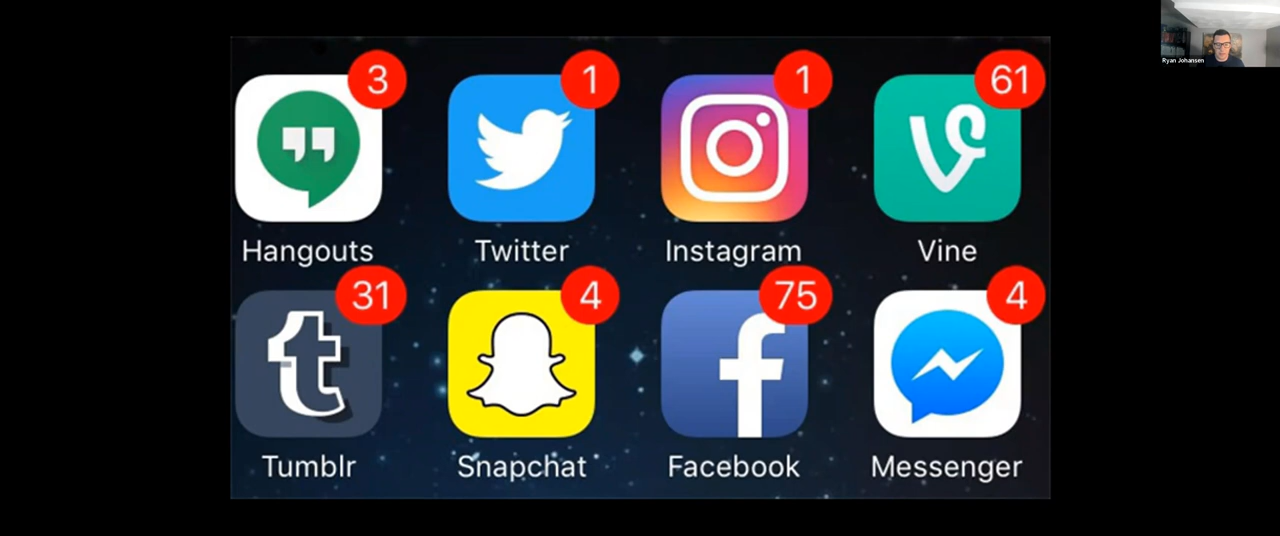 Ryan Johansen
3
1
1
61
Hangouts
Twitter
Instagram
Vine
31
4
75
4
Tumblr
Snapchat
Facebook
Messenger